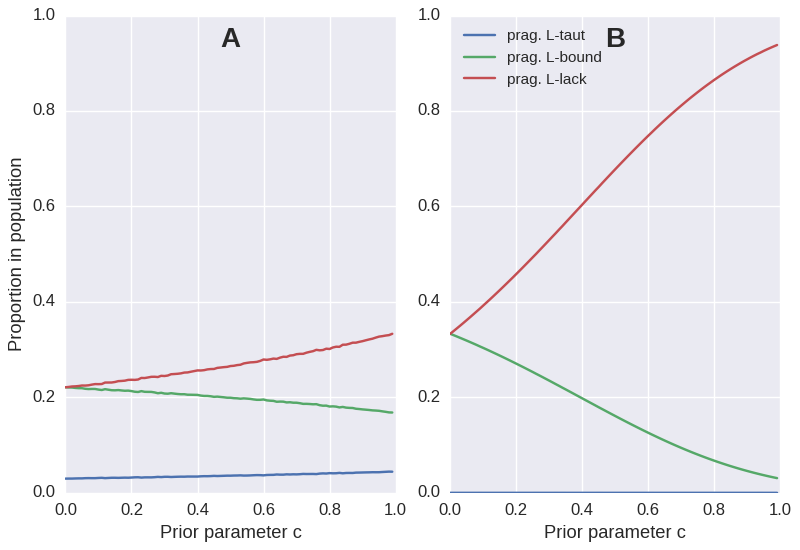 A
B
prag. L-taut
prag. L-bound
prag. L-lack
Proportion in population
1.0
0.8
0.6
0.4
0.2
0.0
0.0 0.2 0.4 0.6 0.8 1.0
Prior parameter c
1.0
0.8
0.6
0.4
0.2
0.0
0.0 0.2 0.4 0.6 0.8 1.0
Prior parameter c